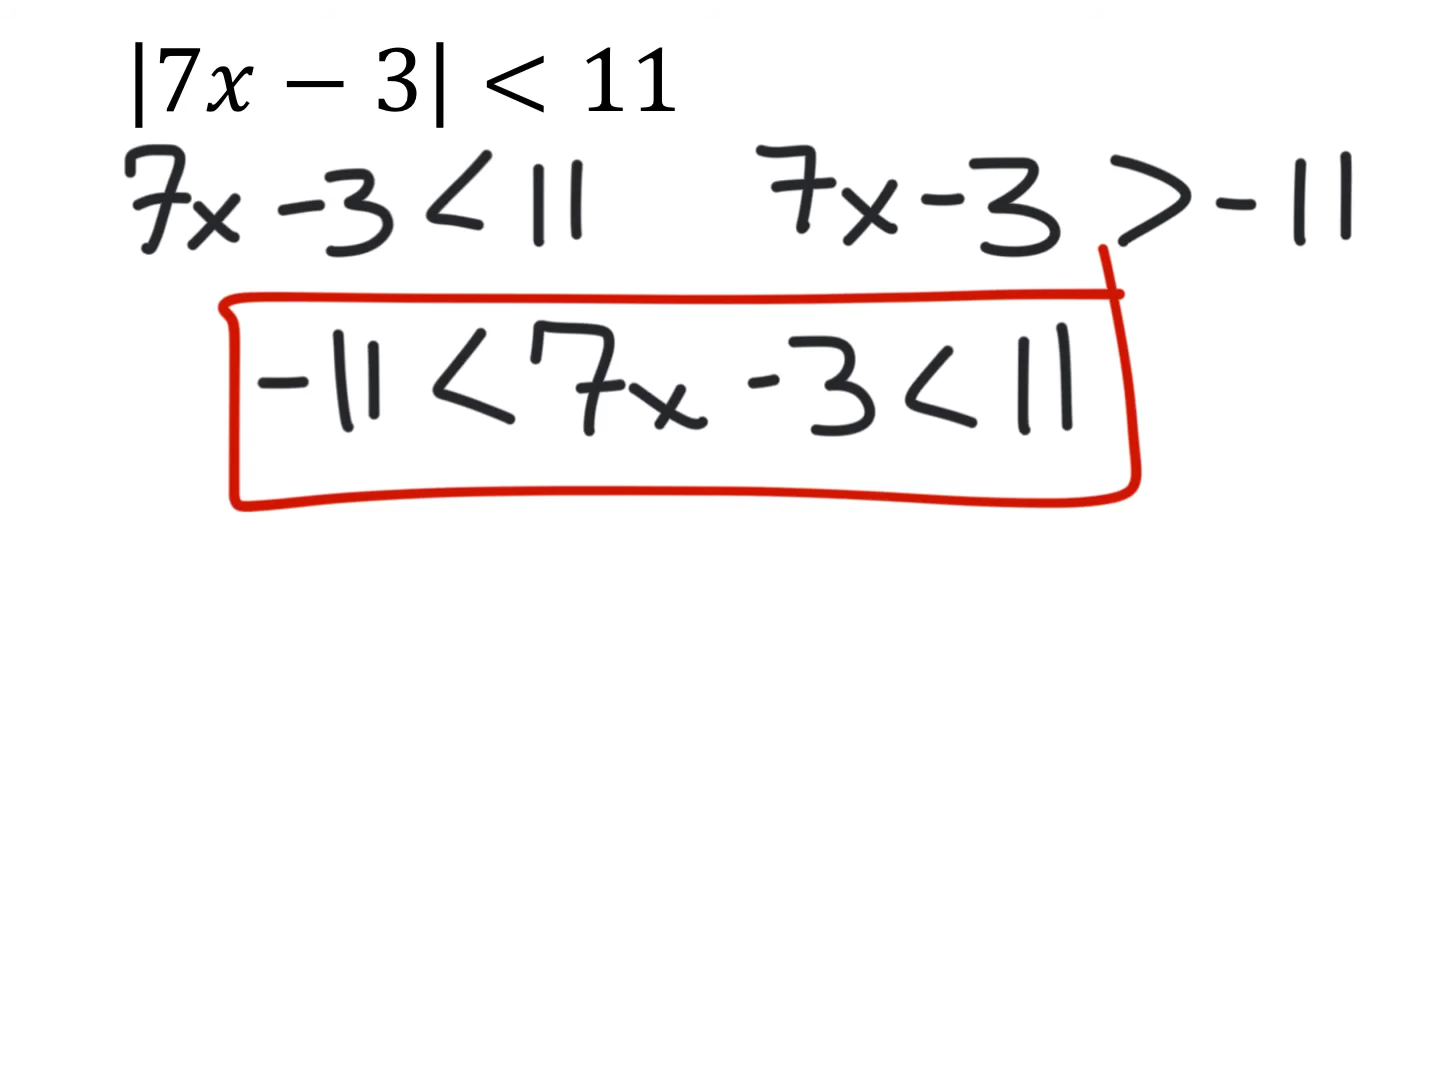 |7x − 3| < 11
7x - 3 < 11    7x - 3 > - 11
- 11 < 7x - 3 < 11